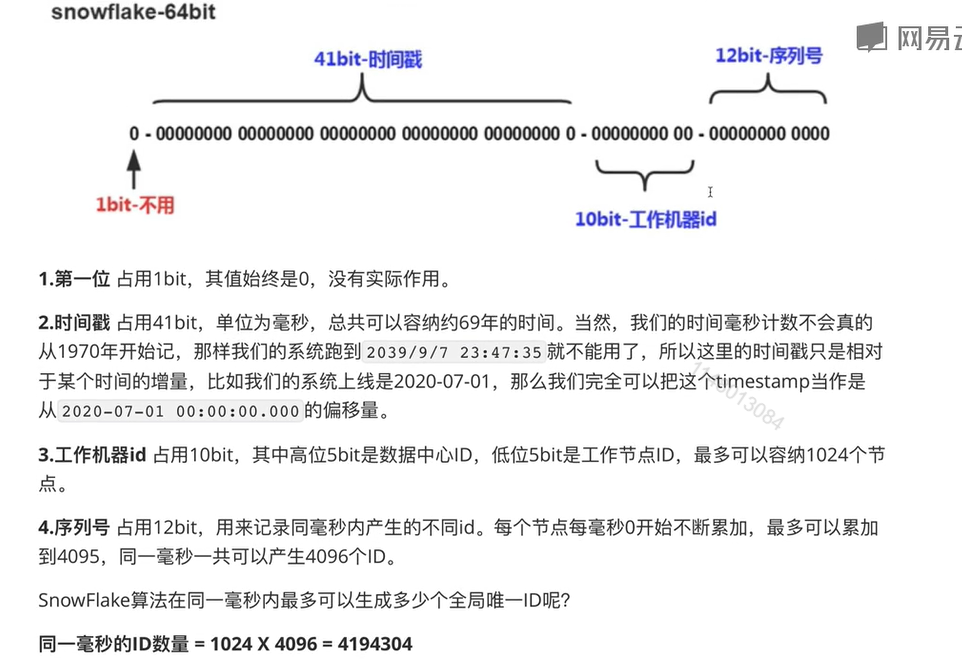 snowflake-64bit
网易云
41bit-时间戳
12bit-序列号
0 - 00000000 00000000 00000000 00000000 00000000 0 - 00000000 00 - 00000000 0000
1bit-不用
10bit-工作机器id
1.第一位 占用1bit，其值始终是0，没有实际作用。
2.时间戳 占用41bit，单位为毫秒，总共可以容纳约69年的时间。当然，我们的时间毫秒计数不会真的
从1970年开始记，那样我们的系统跑到 2039/9/7 23:47:35 就不能用了，所以这里的时间戳只是相对
于某个时间的增量，比如我们的系统上线是2020-07-01，那么我们完全可以把这个timestamp当作是
从 2020-07-01 00:00:00.000 的偏移量。
3.工作机器id 占用10bit，其中高位5bit是数据中心ID，低位5bit是工作节点ID，最多可以容纳1024个节
点。
4.序列号 占用12bit，用来记录同毫秒内产生的不同id。每个节点每毫秒0开始不断累加，最多可以累加
到4095，同一毫秒一共可以产生4096个ID。
SnowFlake算法在同一毫秒内最多可以生成多少个全局唯一ID呢？
同一毫秒的ID数量 = 1024 X 4096 = 4194304